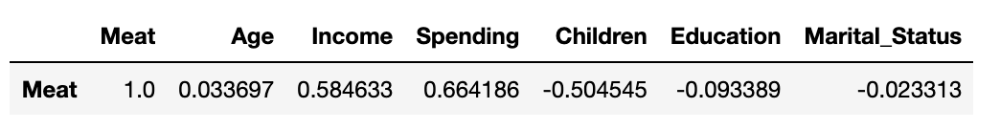 Meat Age Income Spending Children Education Marital_Status
Meat 1.0 0.033697 0.584633 0.664186 -0.504545 -0.093389 -0.023313